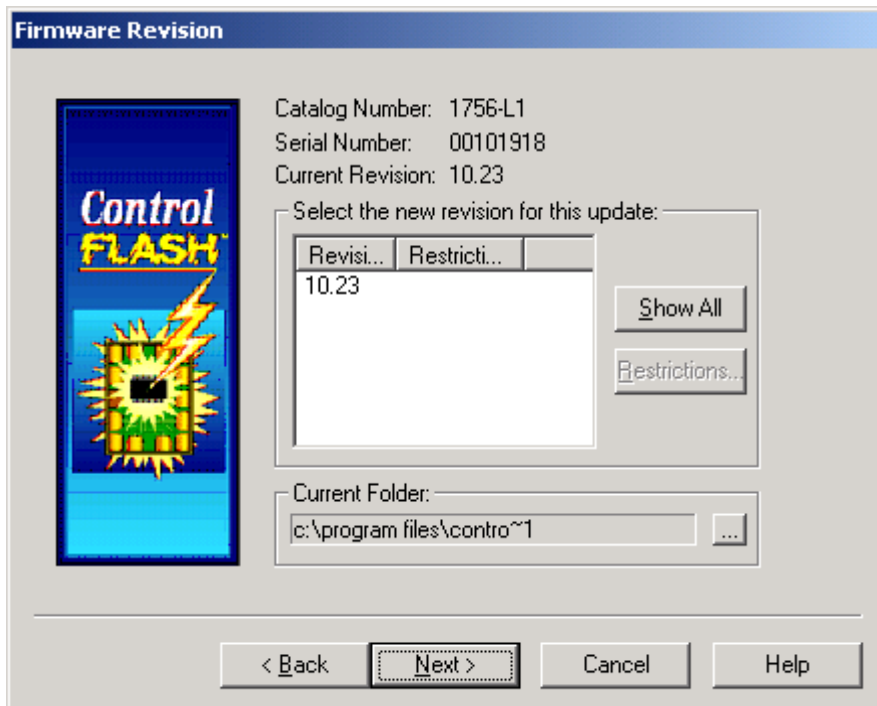 Firmware Revision
Control
FLASH™
Catalog Number: 1756-L1
Serial Number: 00101918
Current Revision: 10.23
Select the new revision for this update:
Revisi... Restricti...
10.23
Show All
Restrictions...
Current Folder:
c:\program files\contro~1
...
< Back Next > Cancel Help